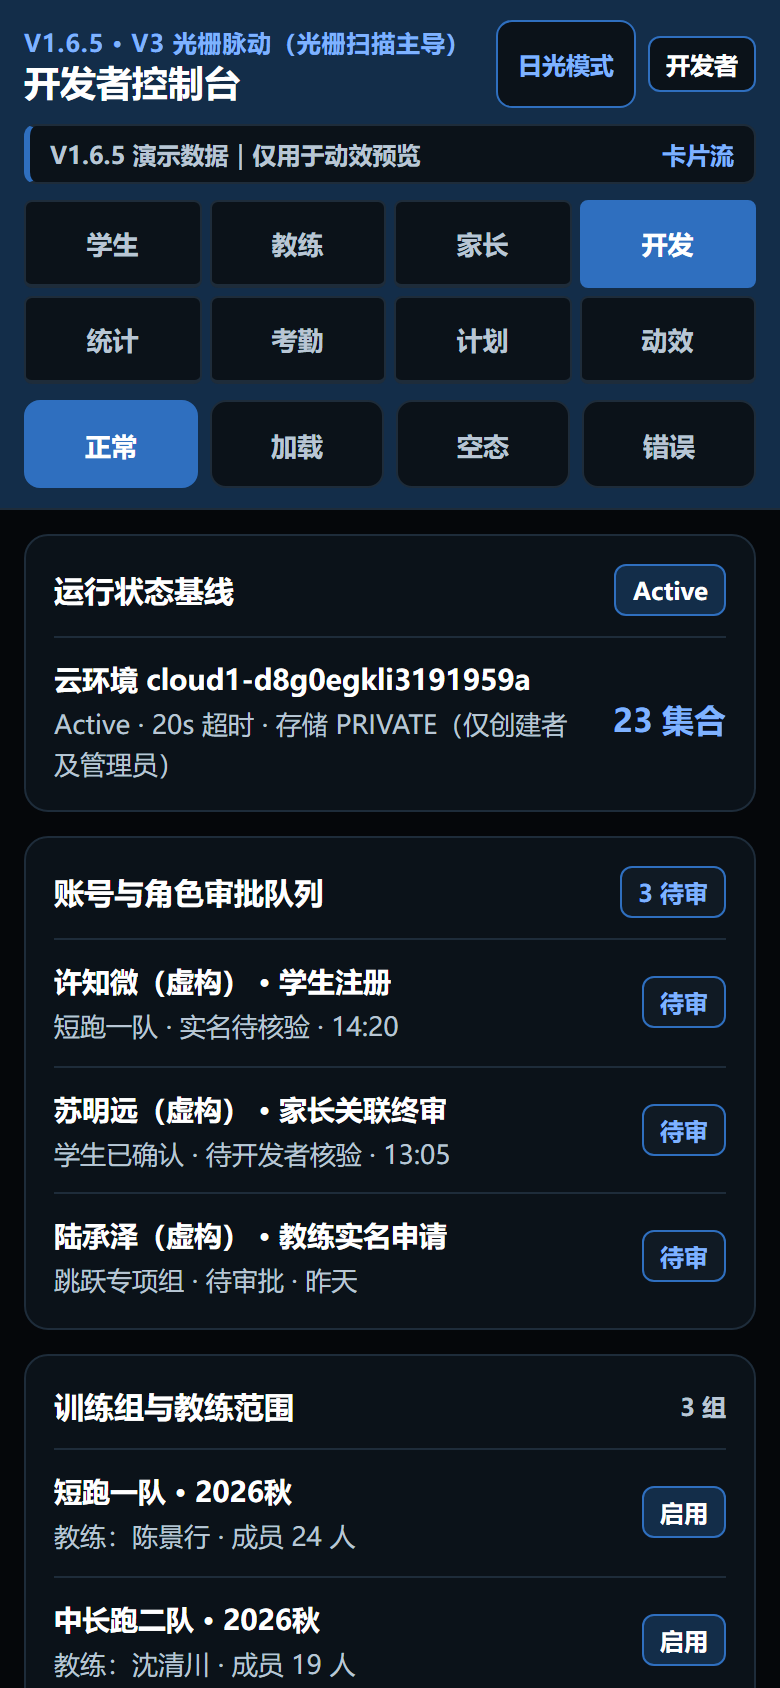 V1.6.5 • V3 光栅脉动（光栅扫描主导）
开发者控制台
日光模式
开发者
V1.6.5 演示数据 | 仅用于动效预览
卡片流
学生
教练
家长
开发
统计
考勤
计划
动效
正常
加载
空态
错误
运行状态基线
Active
云环境 cloud1-d8g0egkli3191959a
Active · 20s 超时 · 存储 PRIVATE（仅创建者
及管理员）
23 集合
账号与角色审批队列
3 待审
许知微（虚构） • 学生注册
短跑一队 · 实名待核验 · 14:20
待审
苏明远（虚构） • 家长关联终审
学生已确认 · 待开发者核验 · 13:05
待审
陆承泽（虚构） • 教练实名申请
跳跃专项组 · 待审批 · 昨天
待审
训练组与教练范围
3 组
短跑一队 • 2026秋
教练：陈景行 · 成员 24 人
启用
中长跑二队 • 2026秋
教练：沈清川 · 成员 19 人
启用